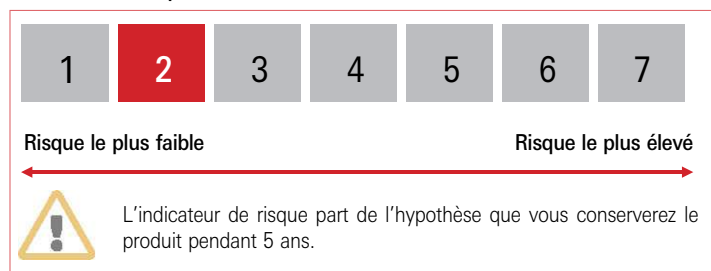 1 2 3 4 5 6 7
Risque le plus faible Risque le plus élevé
L'indicateur de risque part de l'hypothèse que vous conserverez le
produit pendant 5 ans.